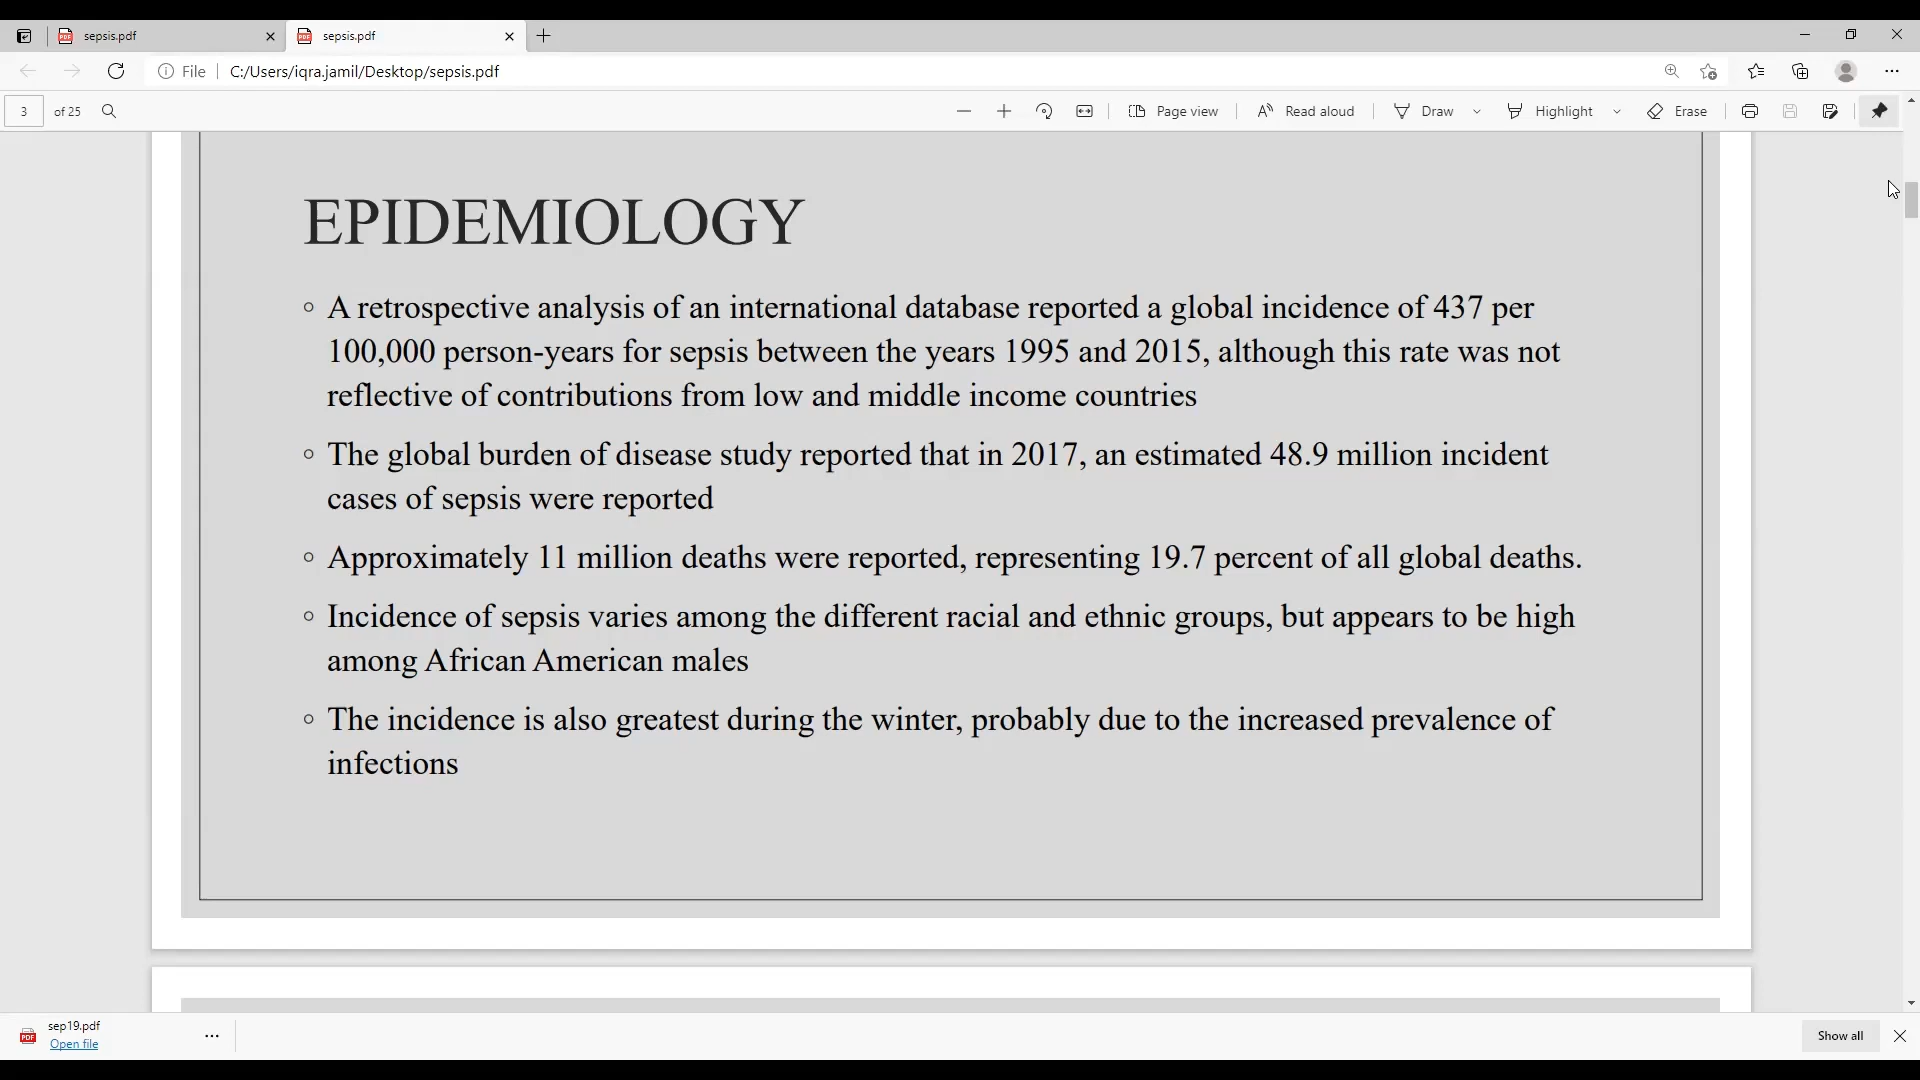 sepsis.pdf
sepsis.pdf
File
C:/Users/iqra.jamil/Desktop/sepsis.pdf
3 of 25
Page view
Read aloud
Draw
Highlight
Erase
EPIDEMIOLOGY
A retrospective analysis of an international database reported a global incidence of 437 per
100,000 person-years for sepsis between the years 1995 and 2015, although this rate was not
reflective of contributions from low and middle income countries
The global burden of disease study reported that in 2017, an estimated 48.9 million incident
cases of sepsis were reported
Approximately 11 million deaths were reported, representing 19.7 percent of all global deaths.
Incidence of sepsis varies among the different racial and ethnic groups, but appears to be high
among African American males
The incidence is also greatest during the winter, probably due to the increased prevalence of
infections
sep19.pdf
Open file
Show all